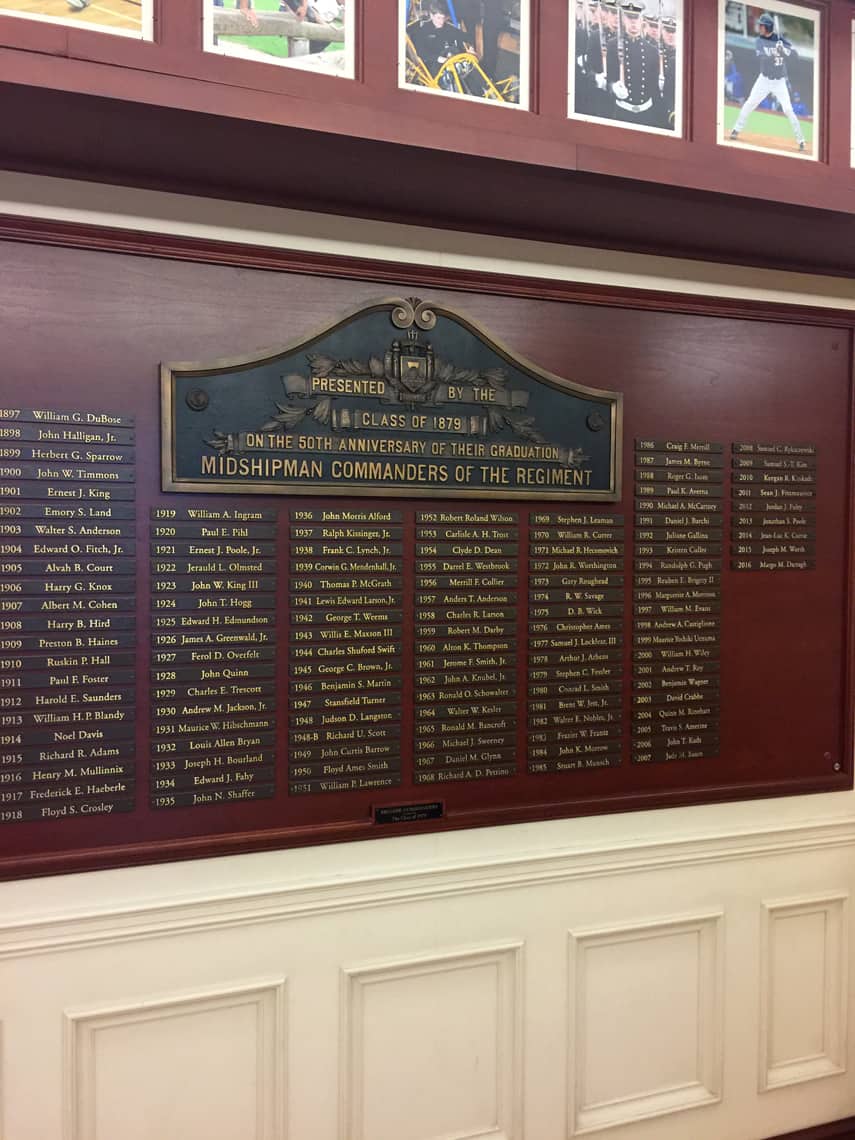 37
PRESENTED BY THE
CLASS OF 1879
ON THE 50TH ANNIVERSARY OF THEIR GRADUATION
MIDSHIPMAN COMMANDERS OF THE REGIMENT
1897 William G. DuBose
1898 John Halligan, Jr.
1899 Herbert G. Sparrow
1900 John W. Timmons
1901 Ernest J. King
1902 Emory S. Land
1903 Walter S. Anderson
1904 Edward O. Fitch, Jr.
1905 Alvah B. Court
1906 Harry G. Knox
1907 Albert M. Cohen
1908 Harry B. Hird
1909 Preston B. Haines
1910 Ruskin P. Hall
1911 Paul F. Foster
1912 Harold E. Saunders
1913 William H. P. Blandy
1914 Noel Davis
1915 Richard R. Adams
1916 Henry M. Mullinnix
1917 Frederick E. Haeberle
1918 Floyd S. Crosley
1919 William A. Ingram
1920 Paul E. Pihl
1921 Ernest J. Poole, Jr.
1922 Jerauld L. Olmsted
1923 John W. King III
1924 John T. Hogg
1925 Edward H. Edmundson
1926 James A. Greenwald, Jr.
1927 Ferol D. Overfelt
1928 John Quinn
1929 Charles E. Trescott
1930 Andrew M. Jackson, Jr.
1931 Maurice W. Hibschmann
1932 Louis Allen Bryan
1933 Joseph H. Bourland
1934 Edward J. Fahy
1935 John N. Shaffer
1936 John Morris Alford
1937 Ralph Kissinger, Jr.
1938 Frank C. Lynch, Jr.
1939 Corwin G. Mendenhall, Jr.
1940 Thomas P. McGrath
1941 Lewis Edward Larson, Jr.
1942 George T. Weems
1943 Willis E. Maxson III
1944 Charles Shuford Swift
1945 George C. Brown, Jr.
1946 Benjamin S. Martin
1947 Stansfield Turner
1948 Judson D. Langston
1948-B Richard U. Scott
1949 John Curtis Barrow
1950 Floyd Ames Smith
1951 William P. Lawrence
1952 Robert Roland Wilson
1953 Carlisle A. H. Trost
1954 Clyde D. Dean
1955 Darrel E. Westbrook
1956 Merrill F. Collier
1957 Anders T. Anderson
1958 Charles R. Larson
1959 Robert M. Darby
1960 Alton K. Thompson
1961 Jerome F. Smith, Jr.
1962 John A. Knubel, Jr.
1963 Ronald O. Schowalter
1964 Walter W. Kesler
1965 Ronald M. Bancroft
1966 Michael J. Sweeney
1967 Daniel M. Glynn
1968 Richard A. D. Petrino
1969 Stephen J. Leaman
1970 William R. Curter
1971 Michael R. Hecomovich
1972 John R. Worthington
1973 Gary Roughead
1974 R. W. Savage
1975 D. B. Wick
1976 Christopher Ames
1977 Samuel J. Locklear, III
1978 Arthur J. Athens
1979 Stephen C. Feeler
1980 Conrad L. Smith
1981 Brent W. Jett, Jr.
1982 Walter E. Nobles, Jr.
1983 Frazier W. Frantz
1984 John K. Morrow
1985 Stuart B. Munsch
1986 Craig F. Merrill
1987 James M. Byrne
1988 Roger G. Isom
1989 Paul K. Averna
1990 Michael A. McCartney
1991 Daniel J. Barchi
1992 Juliane Gallina
1993 Kristen Culler
1994 Randolph G. Pugh
1995 Reuben E. Brigety II
1996 Marguerite A. Morrison
1997 William M. Evans
1998 Andrew A. Castiglione
1999 Maurice Yoshiki Uenuma
2000 William H. Wiley
2001 Andrew T. Roy
2002 Benjamin Wagner
2003 David Crabbe
2004 Quint M. Rinehart
2005 Travis S. Amerine
2006 John T.
2007
2008 Samuel C.
2009 Samuel S. Y. Kim
2010 Keegan R.
2011 Sean J. Fitzmaurice
2012 Jordan J. Foley
2013 Jonathan S. Poole
2014 Jean-Luc K. Currie
2015 Joseph M. Werth
2016 Margo M. Darragh
The Class of